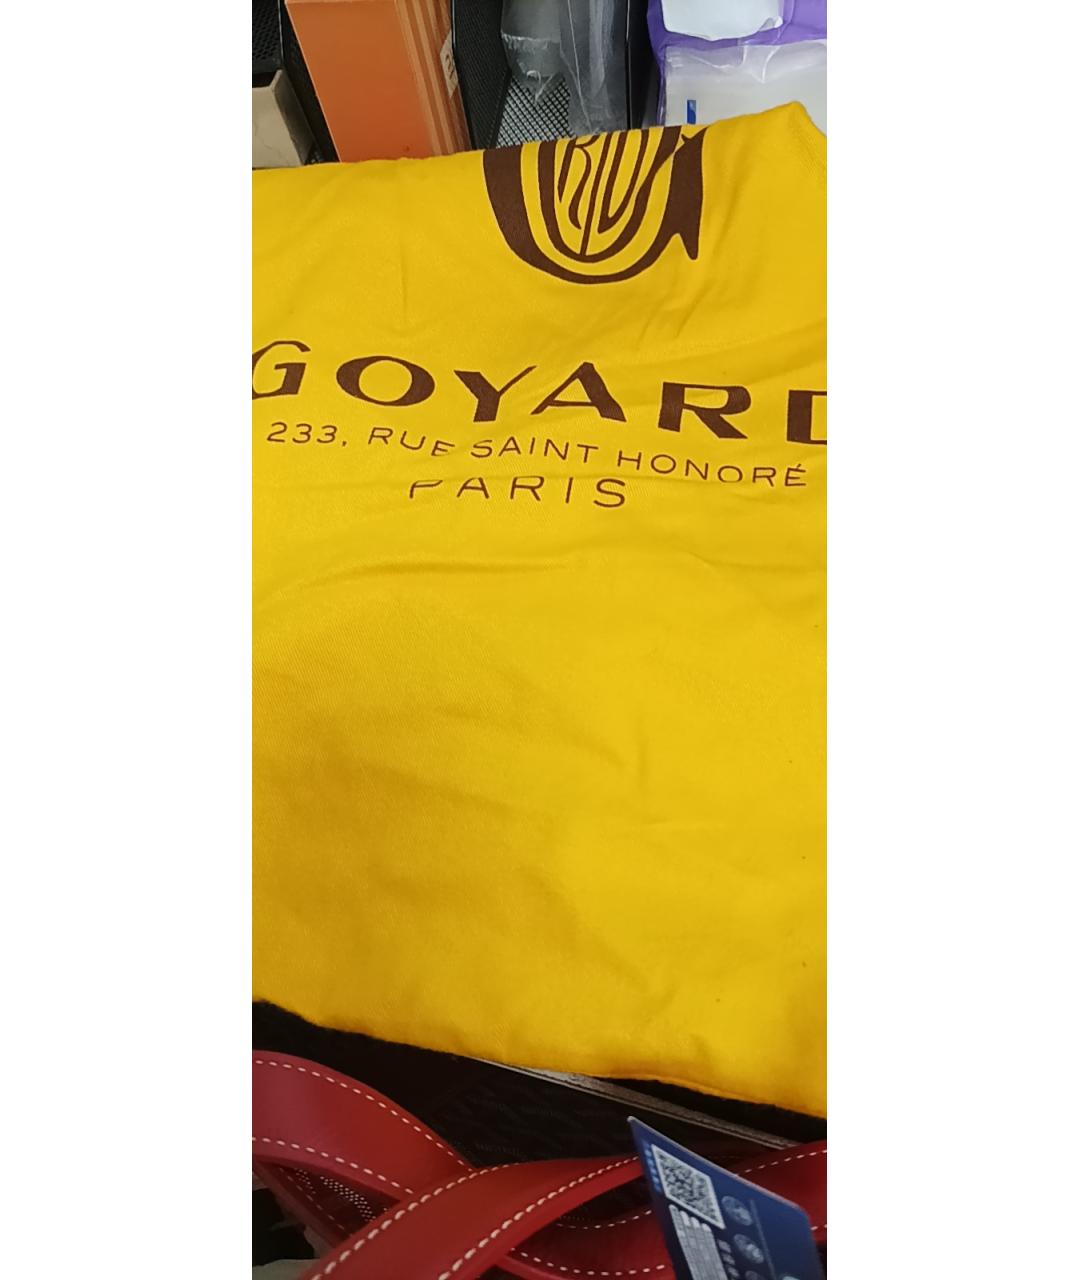 GOYARD
233, RUE SAINT HONORÉ
PARIS